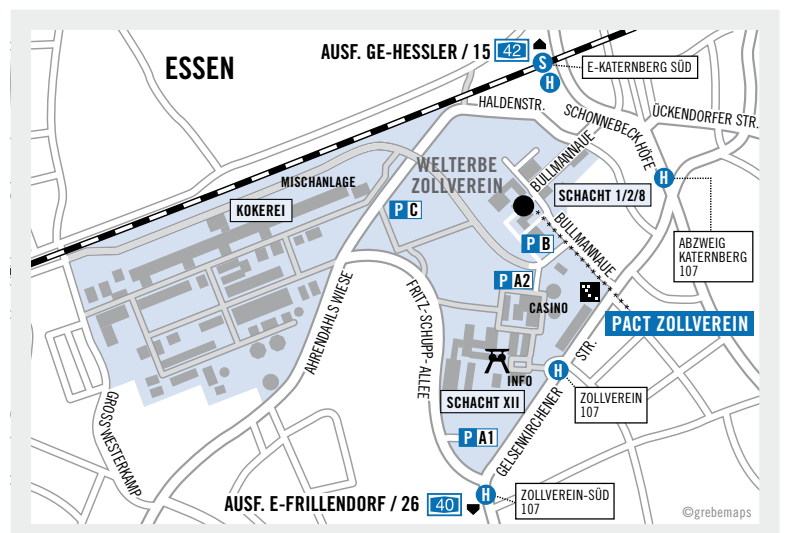 AUSF. GE-HESSLER / 15 42
ESSEN
S
E-KATERNBERG SÜD
H
HALDENSTR.
SCHONNEBECKHÖFE
ÜCKENDORFER STR.
WELTERBE
ZOLLVEREIN
BULLMANNAUE
MISCHANLAGE
H
SCHACHT 1/2/8
KOKEREI
P C
BULLMANNAUE
ABZWEIG
KATERNBERG
107
P B
P A2
AHRENDAHLS WIESE
FRITZ-SCHUPP-ALLEE
CASINO
PACT ZOLLVEREIN
STR.
INFO
H
GROSS WESTERKAMP
SCHACHT XII
ZOLLVEREIN
107
GELSENKIRCHENER
P A1
AUSF. E-FRILLENDORF / 26 40
H
ZOLLVEREIN-SÜD
107
©grebemaps